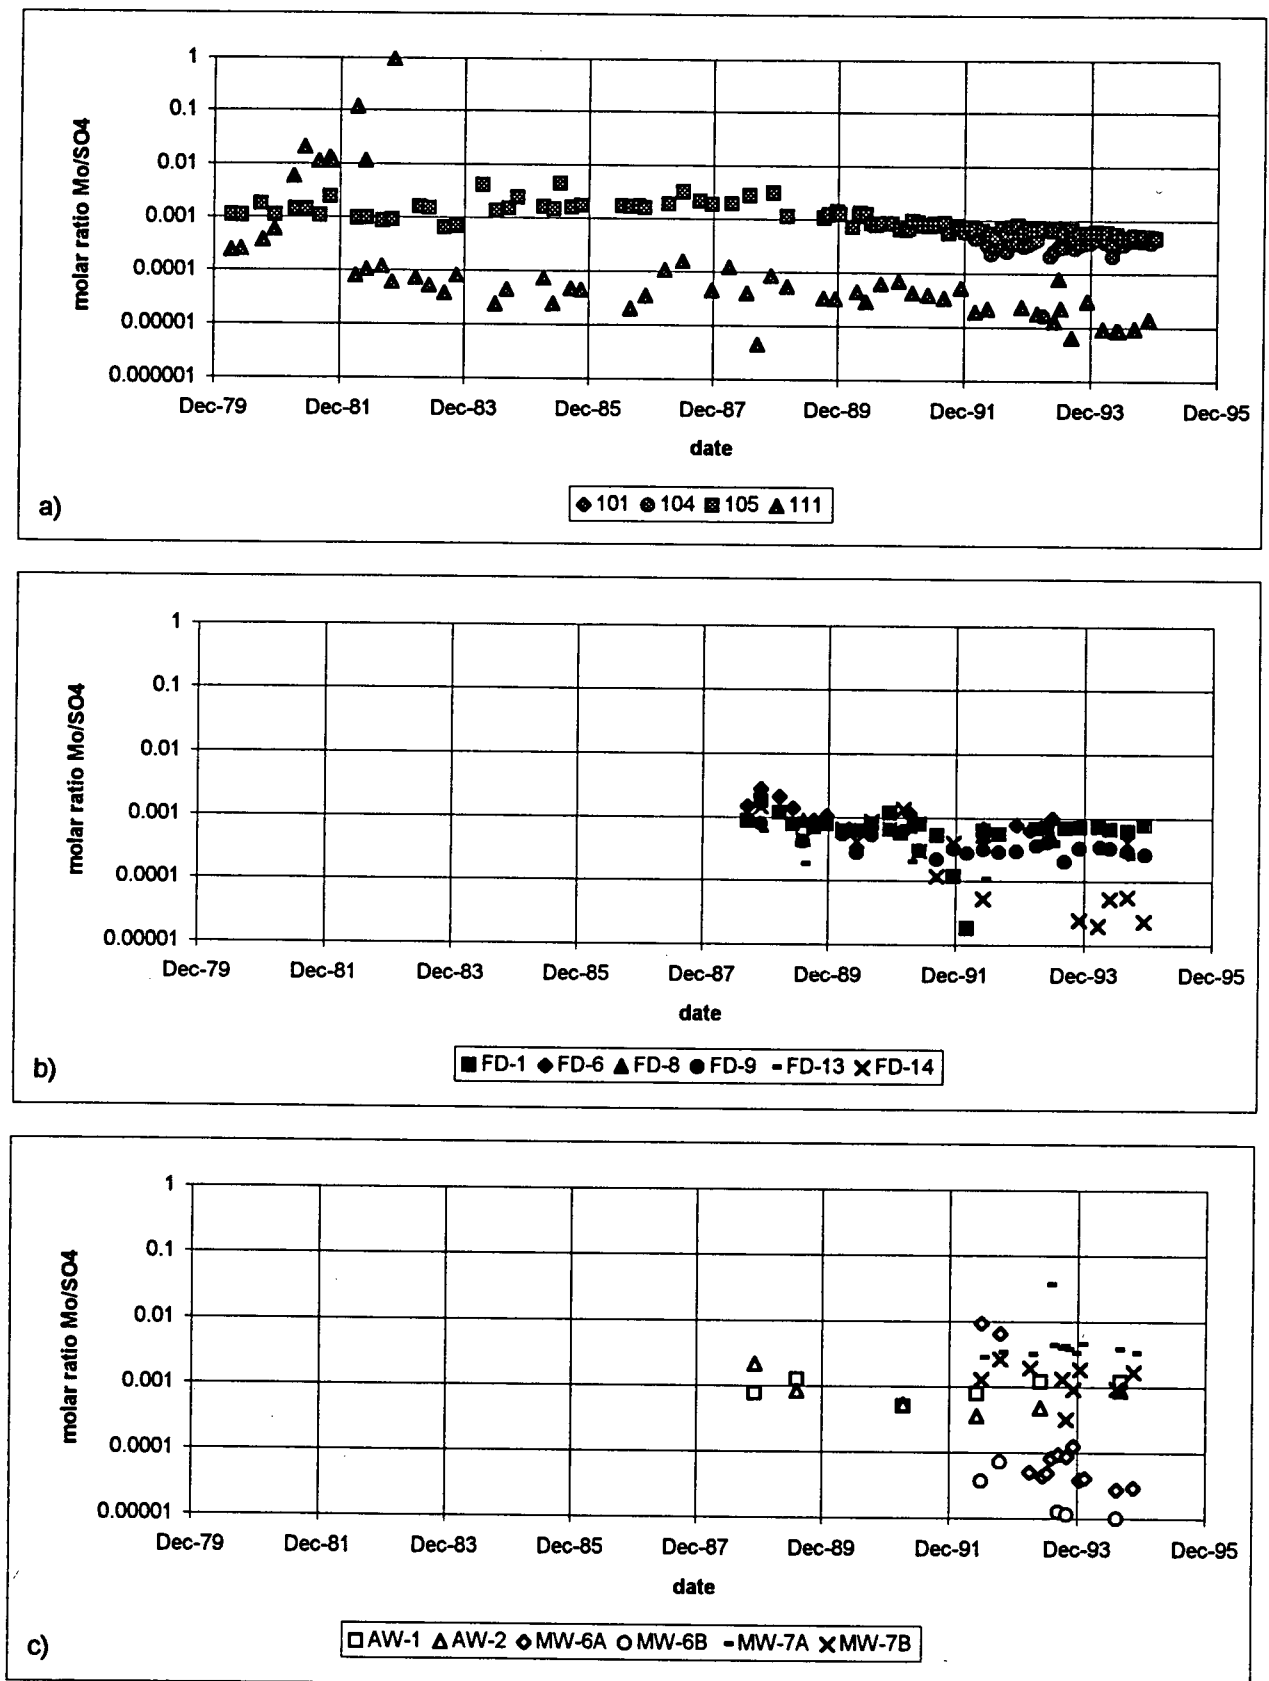 molar ratio Mo/SO4
1
0.1
0.01
0.001
0.0001
0.00001
0.000001
Dec-79 Dec-81 Dec-83 Dec-85 Dec-87 Dec-89 Dec-91 Dec-93 Dec-95
date
101 104 105 111
a)
molar ratio Mo/SO4
1
0.1
0.01
0.001
0.0001
0.00001
Dec-79 Dec-81 Dec-83 Dec-85 Dec-87 Dec-89 Dec-91 Dec-93 Dec-95
date
FD-1 FD-6 FD-8 FD-9 FD-13 FD-14
b)
molar ratio Mo/SO4
1
0.1
0.01
0.001
0.0001
0.00001
Dec-79 Dec-81 Dec-83 Dec-85 Dec-87 Dec-89 Dec-91 Dec-93 Dec-95
date
AW-1 AW-2 MW-6A MW-6B MW-7A MW-7B
c)